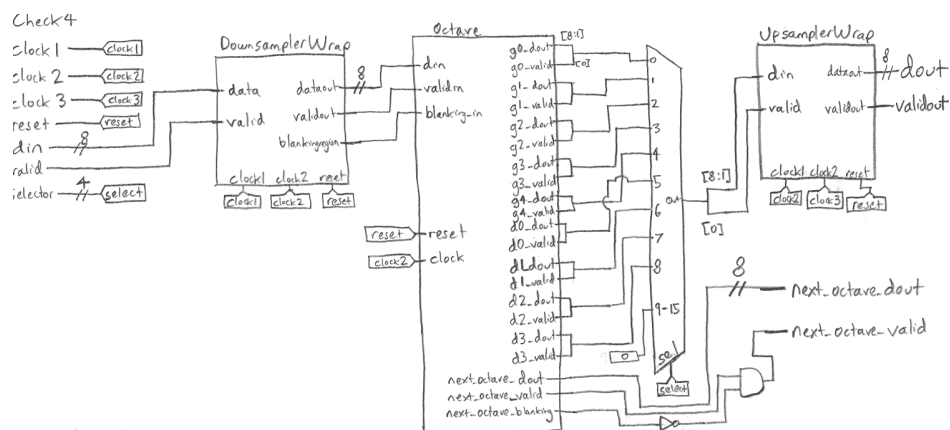 Check4
clock1
clock1
clock 2
clock2
clock 3
clock3
reset
reset
8
din
valid
selector
4
select
DownsamplerWrap
data
valid
8
dataout
validout
blankingregion
clock1 clock2 reset
clock1
clock2
reset
Octave
din
validin
blanking_in
reset
reset
clock2
clock
[8:1]
g0_dout
g0_valid
[0]
g1_dout
g1_valid
g2_dout
g2_valid
g3_dout
g3_valid
g4_dout
g4_valid
d0_dout
d0_valid
d1_dout
d1_valid
d2_dout
d2_valid
d3_dout
d3_valid
next_octave_dout
next_octave_valid
next_octave_blanking
0
1
2
3
4
5
6
7
8
9-15
0
out
sel
select
[8:1]
[0]
UpsamplerWrap
din
valid
dataout
validout
8
dout
validout
clock1 clock2 reset
clock2
clock3
reset
8
next_octave_dout
next_octave_valid